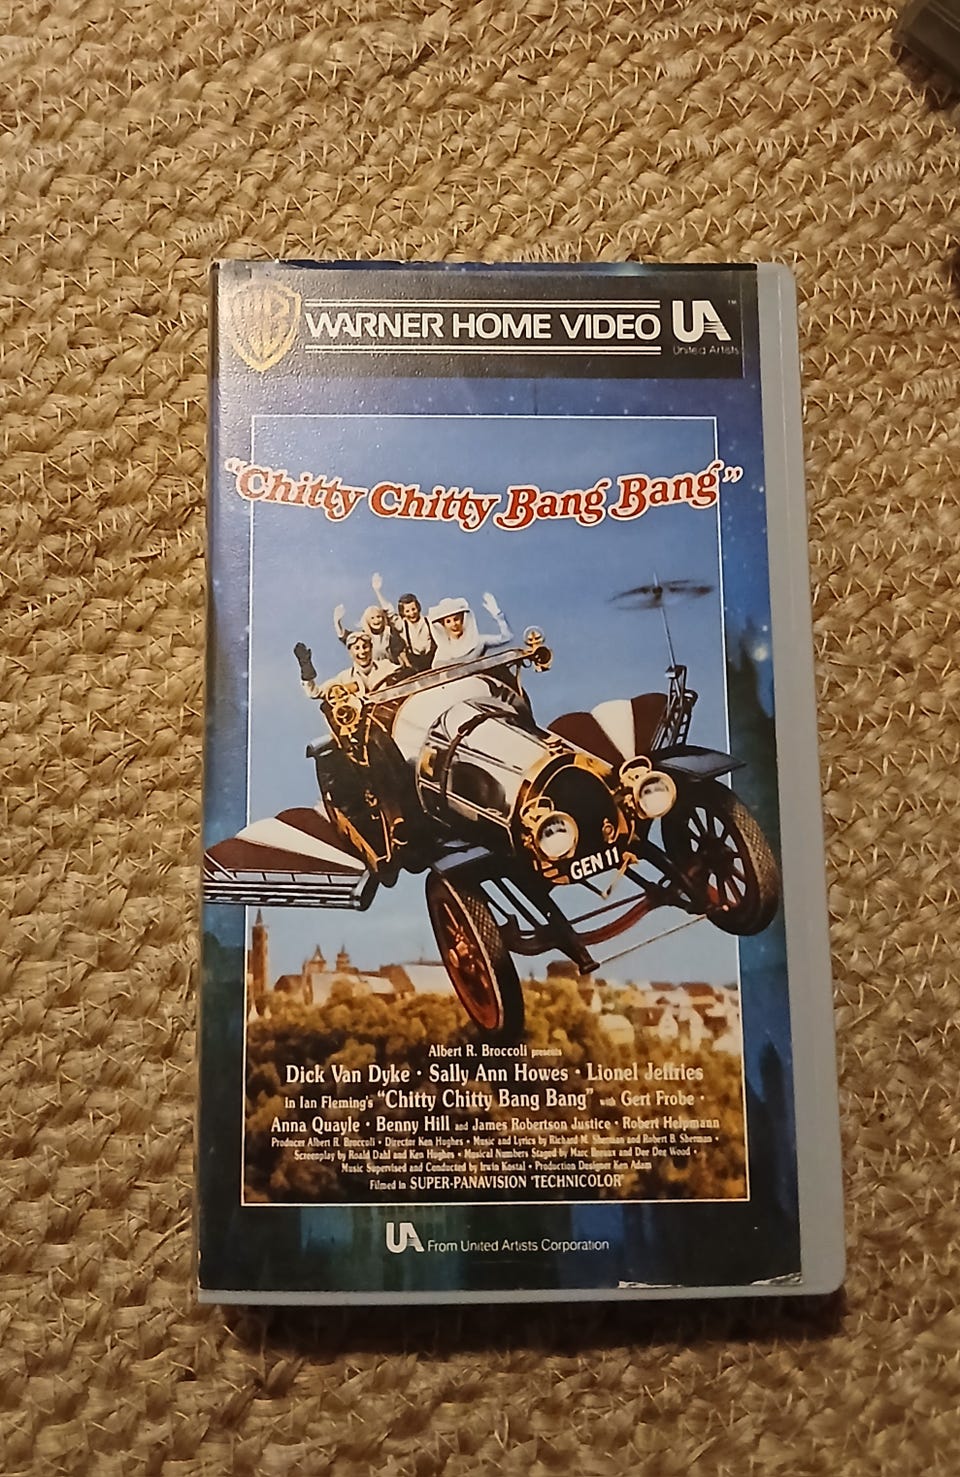 WB WARNER HOME VIDEO UA™
United Artists
"Chitty Chitty Bang Bang"
GEN 11
Albert R. Broccoli presents
Dick Van Dyke • Sally Ann Howes • Lionel Jeffries
in Ian Fleming's "Chitty Chitty Bang Bang" with Gert Frobe •
Anna Quayle • Benny Hill and James Robertson Justice • Robert Helpmann
Producer Albert R. Broccoli • Director Ken Hughes • Music and Lyrics by Richard M. Sherman and Robert B. Sherman •
Screenplay by Roald Dahl and Ken Hughes • Musical Numbers Staged by Marc Breaux and Dee Dee Wood •
Music Supervised and Conducted by Irwin Kostal • Production Designer Ken Adam
Filmed in SUPER-PANAVISION ® TECHNICOLOR®
UA From United Artists Corporation